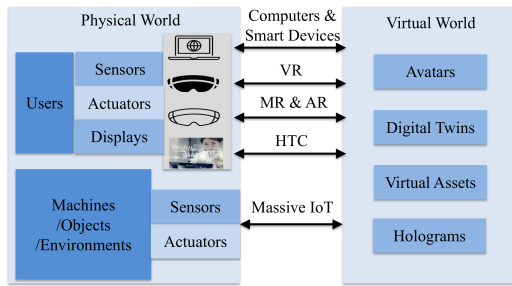 Physical World
Computers &
Smart Devices
Virtual World
Users
Sensors
Actuators
Displays
VR
MR & AR
HTC
Avatars
Digital Twins
Virtual Assets
Holograms
Machines
/Objects
/Environments
Sensors
Actuators
Massive IoT